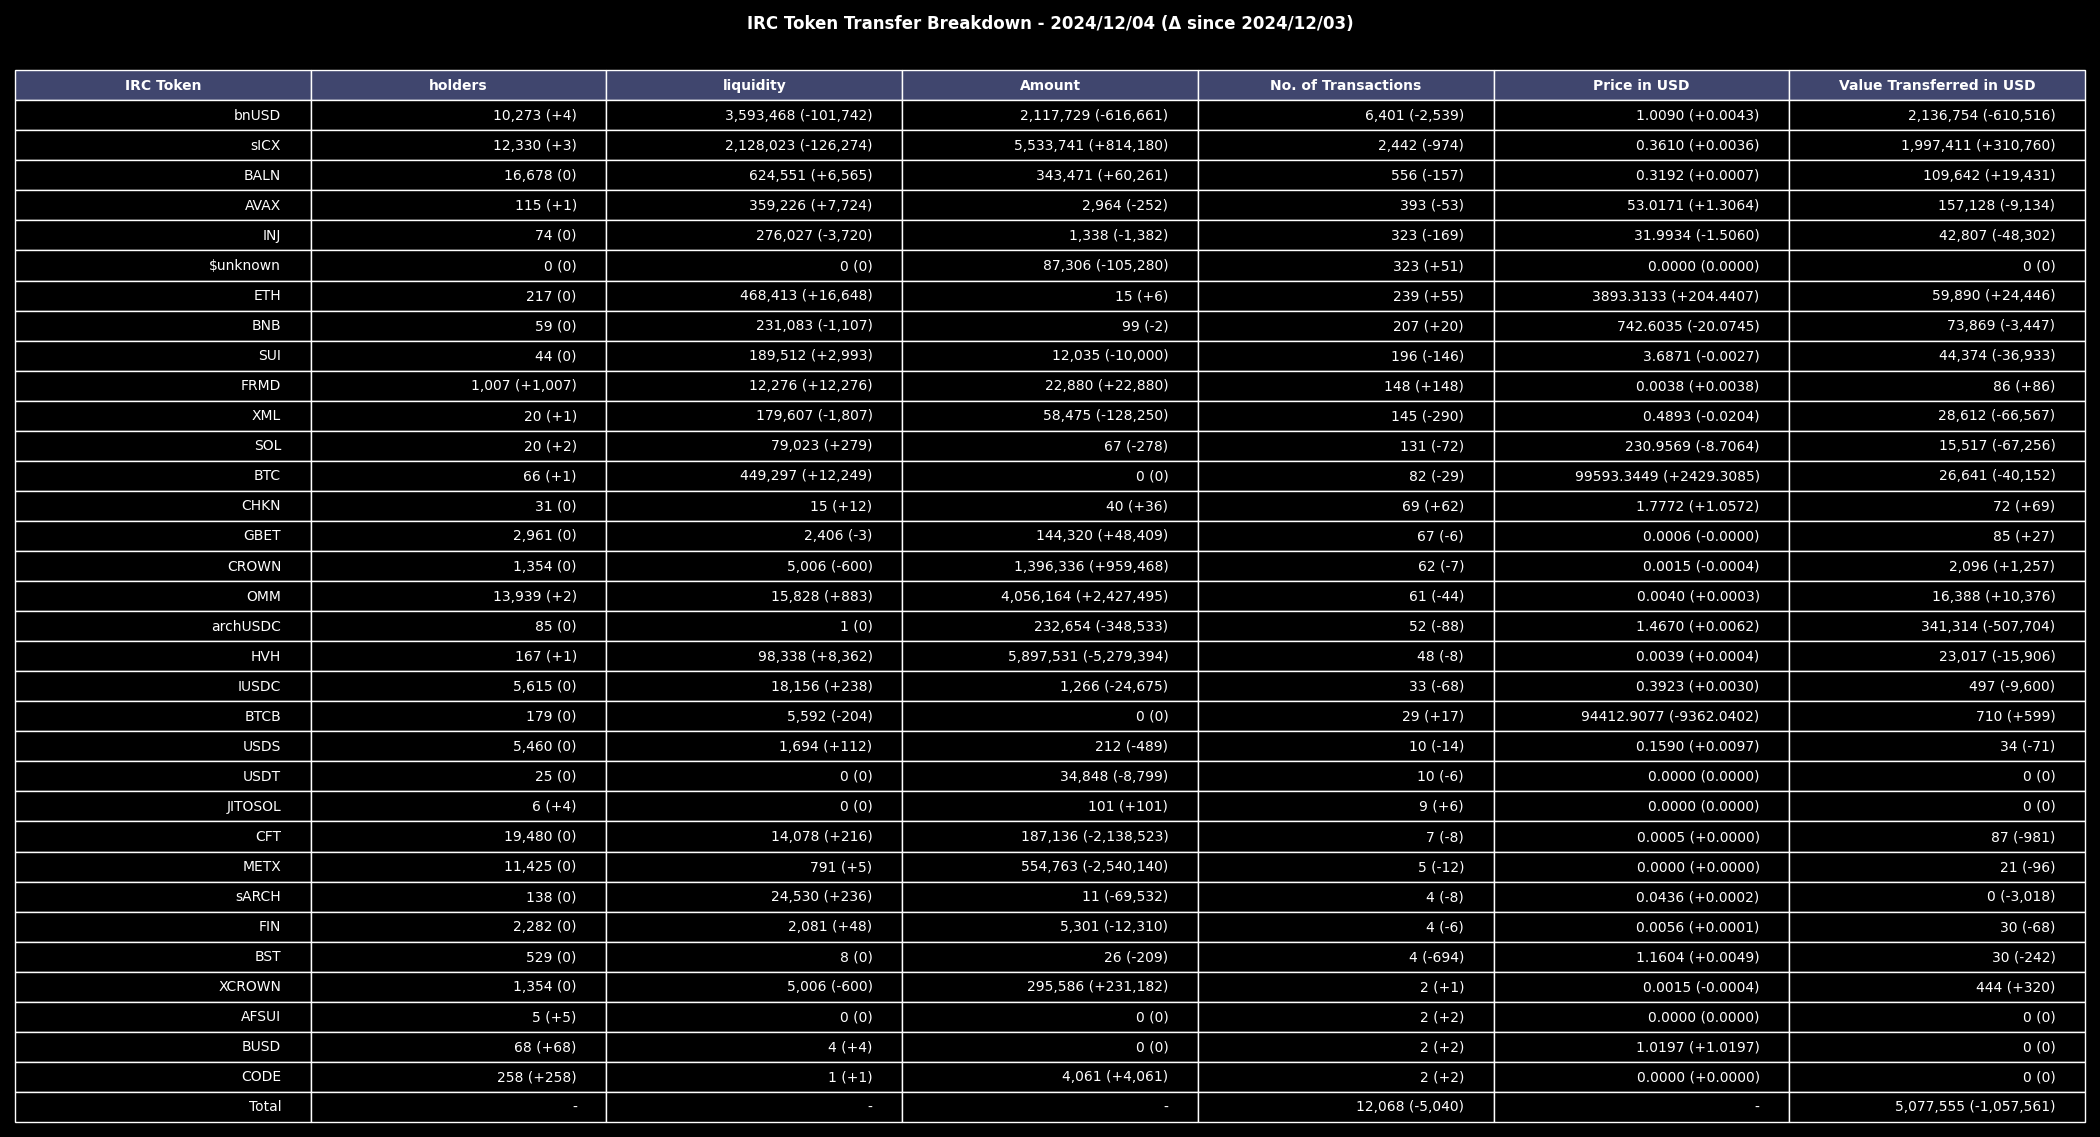 IRC Token Transfer Breakdown - 2024/12/04 (Δ since 2024/12/03)
IRC Token holders liquidity Amount No. of Transactions Price in USD Value Transferred in USD
bnUSD 10,273 (+4) 3,593,468 (-101,742) 2,117,729 (-616,661) 6,401 (-2,539) 1.0090 (+0.0043) 2,136,754 (-610,516)
sICX 12,330 (+3) 2,128,023 (-126,274) 5,533,741 (+814,180) 2,442 (-974) 0.3610 (+0.0036) 1,997,411 (+310,760)
BALN 16,678 (0) 624,551 (+6,565) 343,471 (+60,261) 556 (-157) 0.3192 (+0.0007) 109,642 (+19,431)
AVAX 115 (+1) 359,226 (+7,724) 2,964 (-252) 393 (-53) 53.0171 (+1.3064) 157,128 (-9,134)
INJ 74 (0) 276,027 (-3,720) 1,338 (-1,382) 323 (-169) 31.9934 (-1.5060) 42,807 (-48,302)
$unknown 0 (0) 0 (0) 87,306 (-105,280) 323 (+51) 0.0000 (0.0000) 0 (0)
ETH 217 (0) 468,413 (+16,648) 15 (+6) 239 (+55) 3893.3133 (+204.4407) 59,890 (+24,446)
BNB 59 (0) 231,083 (-1,107) 99 (-2) 207 (+20) 742.6035 (-20.0745) 73,869 (-3,447)
SUI 44 (0) 189,512 (+2,993) 12,035 (-10,000) 196 (-146) 3.6871 (-0.0027) 44,374 (-36,933)
FRMD 1,007 (+1,007) 12,276 (+12,276) 22,880 (+22,880) 148 (+148) 0.0038 (+0.0038) 86 (+86)
XML 20 (+1) 179,607 (-1,807) 58,475 (-128,250) 145 (-290) 0.4893 (-0.0204) 28,612 (-66,567)
SOL 20 (+2) 79,023 (+279) 67 (-278) 131 (-72) 230.9569 (-8.7064) 15,517 (-67,256)
BTC 66 (+1) 449,297 (+12,249) 0 (0) 82 (-29) 99593.3449 (+2429.3085) 26,641 (-40,152)
CHKN 31 (0) 15 (+12) 40 (+36) 69 (+62) 1.7772 (+1.0572) 72 (+69)
GBET 2,961 (0) 2,406 (-3) 144,320 (+48,409) 67 (-6) 0.0006 (-0.0000) 85 (+27)
CROWN 1,354 (0) 5,006 (-600) 1,396,336 (+959,468) 62 (-7) 0.0015 (-0.0004) 2,096 (+1,257)
OMM 13,939 (+2) 15,828 (+883) 4,056,164 (+2,427,495) 61 (-44) 0.0040 (+0.0003) 16,388 (+10,376)
archUSDC 85 (0) 1 (0) 232,654 (-348,533) 52 (-88) 1.4670 (+0.0062) 341,314 (-507,704)
HVH 167 (+1) 98,338 (+8,362) 5,897,531 (-5,279,394) 48 (-8) 0.0039 (+0.0004) 23,017 (-15,906)
IUSDC 5,615 (0) 18,156 (+238) 1,266 (-24,675) 33 (-68) 0.3923 (+0.0030) 497 (-9,600)
BTCB 179 (0) 5,592 (-204) 0 (0) 29 (+17) 94412.9077 (-9362.0402) 710 (+599)
USDS 5,460 (0) 1,694 (+112) 212 (-489) 10 (-14) 0.1590 (+0.0097) 34 (-71)
USDT 25 (0) 0 (0) 34,848 (-8,799) 10 (-6) 0.0000 (0.0000) 0 (0)
JITOSOL 6 (+4) 0 (0) 101 (+101) 9 (+6) 0.0000 (0.0000) 0 (0)
CFT 19,480 (0) 14,078 (+216) 187,136 (-2,138,523) 7 (-8) 0.0005 (+0.0000) 87 (-981)
METX 11,425 (0) 791 (+5) 554,763 (-2,540,140) 5 (-12) 0.0000 (+0.0000) 21 (-96)
sARCH 138 (0) 24,530 (+236) 11 (-69,532) 4 (-8) 0.0436 (+0.0002) 0 (-3,018)
FIN 2,282 (0) 2,081 (+48) 5,301 (-12,310) 4 (-6) 0.0056 (+0.0001) 30 (-68)
BST 529 (0) 8 (0) 26 (-209) 4 (-694) 1.1604 (+0.0049) 30 (-242)
XCROWN 1,354 (0) 5,006 (-600) 295,586 (+231,182) 2 (+1) 0.0015 (-0.0004) 444 (+320)
AFSUI 5 (+5) 0 (0) 0 (0) 2 (+2) 0.0000 (0.0000) 0 (0)
BUSD 68 (+68) 4 (+4) 0 (0) 2 (+2) 1.0197 (+1.0197) 0 (0)
CODE 258 (+258) 1 (+1) 4,061 (+4,061) 2 (+2) 0.0000 (+0.0000) 0 (0)
Total - - - 12,068 (-5,040) - 5,077,555 (-1,057,561)